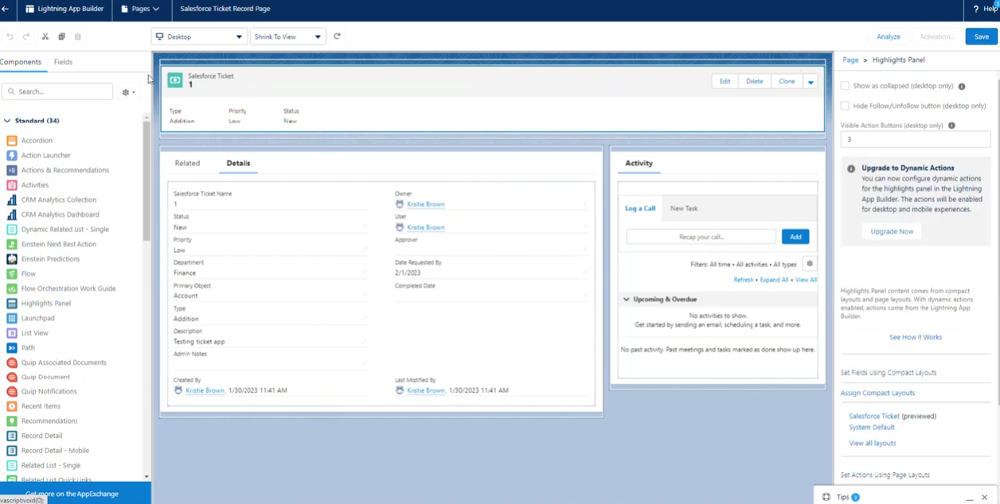 Lightning App Builder
Pages
Salesforce Ticket Record Page
? Help
Desktop
Shrink To View
Analyze
Activation...
Save
Components
Fields
Search...
Standard (34)
Accordion
Action Launcher
Actions & Recommendations
Activities
CRM Analytics Collection
CRM Analytics Dashboard
Dynamic Related List - Single
Einstein Next Best Action
Einstein Predictions
Flow
Flow Orchestration Work Guide
Highlights Panel
Launchpad
List View
Path
Quip Associated Documents
Quip Document
Quip Notifications
Recent Items
Recommendations
Record Detail
Record Detail - Mobile
Related List - Single
Related List Quick Links
Get more on the AppExchange
vascript:void(0);
Salesforce Ticket
1
Edit
Delete
Clone
Type
Priority
Status
Addition
Low
New
Related
Details
Salesforce Ticket Name
1
Status
New
Priority
Low
Department
Finance
Primary Object
Account
Type
Addition
Description
Testing ticket app
Admin Notes
Created By
Kristie Brown, 1/30/2023 11:41 AM
Owner
Kristie Brown
User
Kristie Brown
Approver
Date Requested By
2/1/2023
Completed Date
Last Modified By
Kristie Brown, 1/30/2023 11:41 AM
Activity
Log a Call
New Task
Recap your call...
Add
Filters: All time • All activities • All types
Refresh • Expand All • View All
Upcoming & Overdue
No activities to show.
Get started by sending an email, scheduling a task, and more.
No past activity. Past meetings and tasks marked as done show up here.
Page > Highlights Panel
Show as collapsed (desktop only)
Hide Follow/Unfollow button (desktop only)
Visible Action Buttons (desktop only)
3
Upgrade to Dynamic Actions
You can now configure dynamic actions
for the highlights panel in the Lightning
App Builder. The actions will be enabled
for desktop and mobile experiences.
Upgrade Now
Highlights Panel content comes from compact
layouts and page layouts. With dynamic actions
enabled, actions come from the Lightning App
Builder.
See How It Works
Set Fields Using Compact Layouts
Assign Compact Layouts
Salesforce Ticket (previewed)
System Default
View all layouts
Set Actions Using Page Layouts
Tips 3